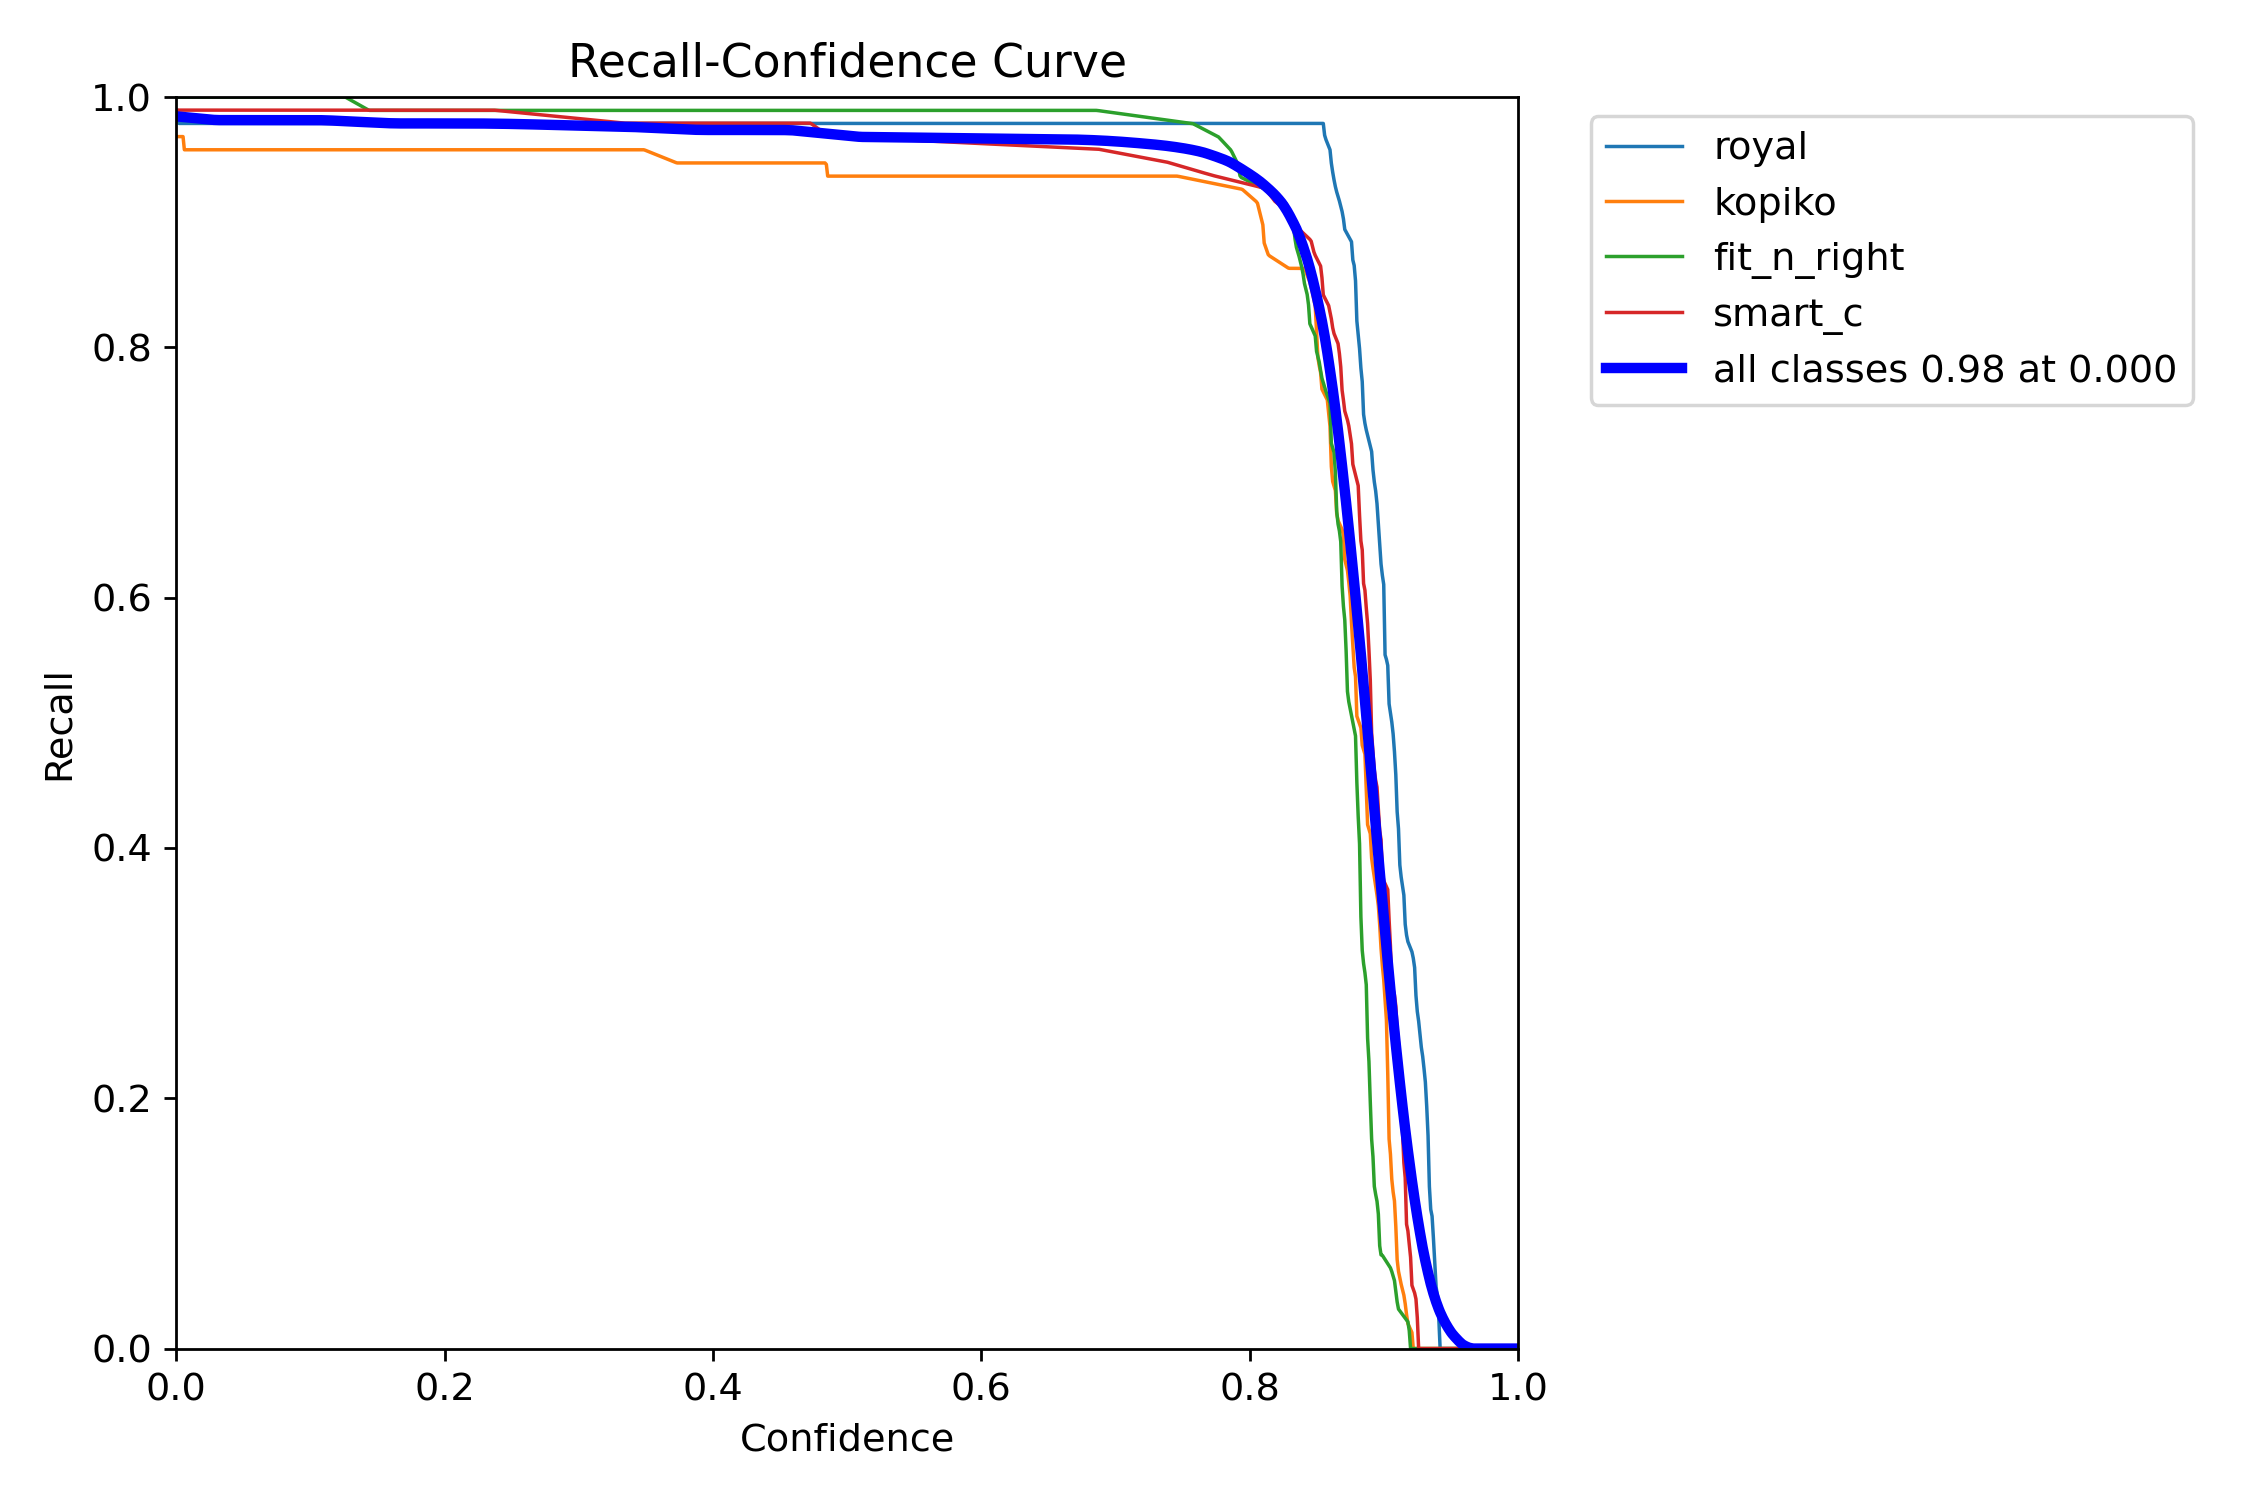 Recall-Confidence Curve
1.0
0.8
0.6
0.4
0.2
0.0
Recall
0.0 0.2 0.4 0.6 0.8 1.0
Confidence
royal
kopiko
fit_n_right
smart_c
all classes 0.98 at 0.000